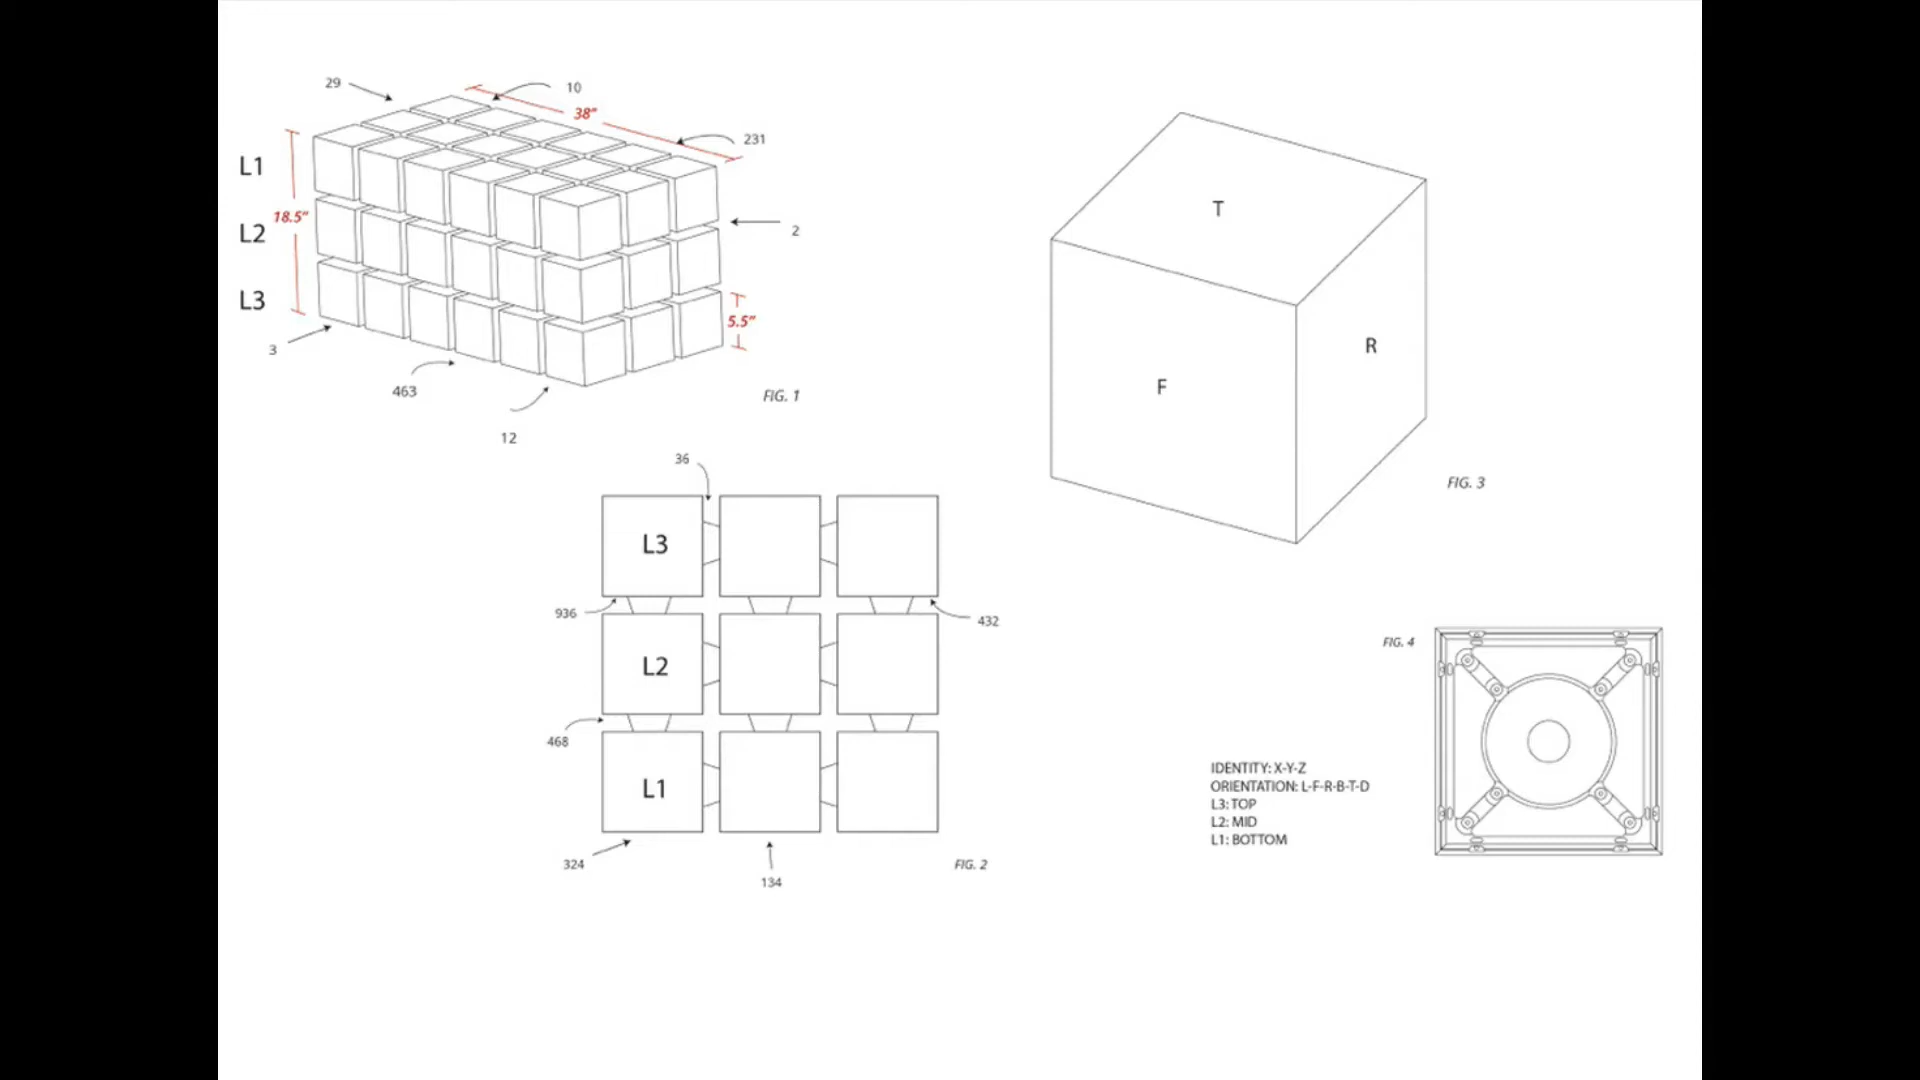 29
10
38"
231
L1
18.5"
L2
2
L3
5.5"
3
463
FIG. 1
12
T
R
F
FIG. 3
36
L3
936
432
L2
468
L1
324
134
FIG. 2
FIG. 4
IDENTITY: X-Y-Z
ORIENTATION: L-F-R-B-T-D
L3: TOP
L2: MID
L1: BOTTOM